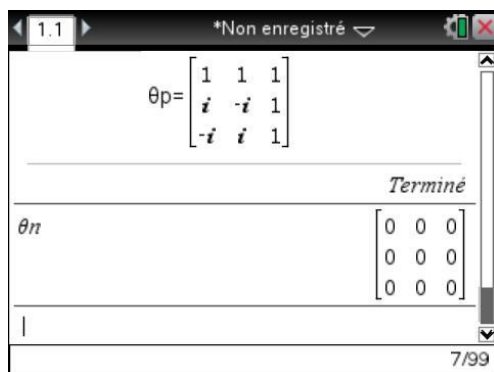 1.1 *Non enregistré
θp= [1 1 1
i -i 1
-i i 1]
Terminé
θn [0 0 0
0 0 0
0 0 0]
7/99